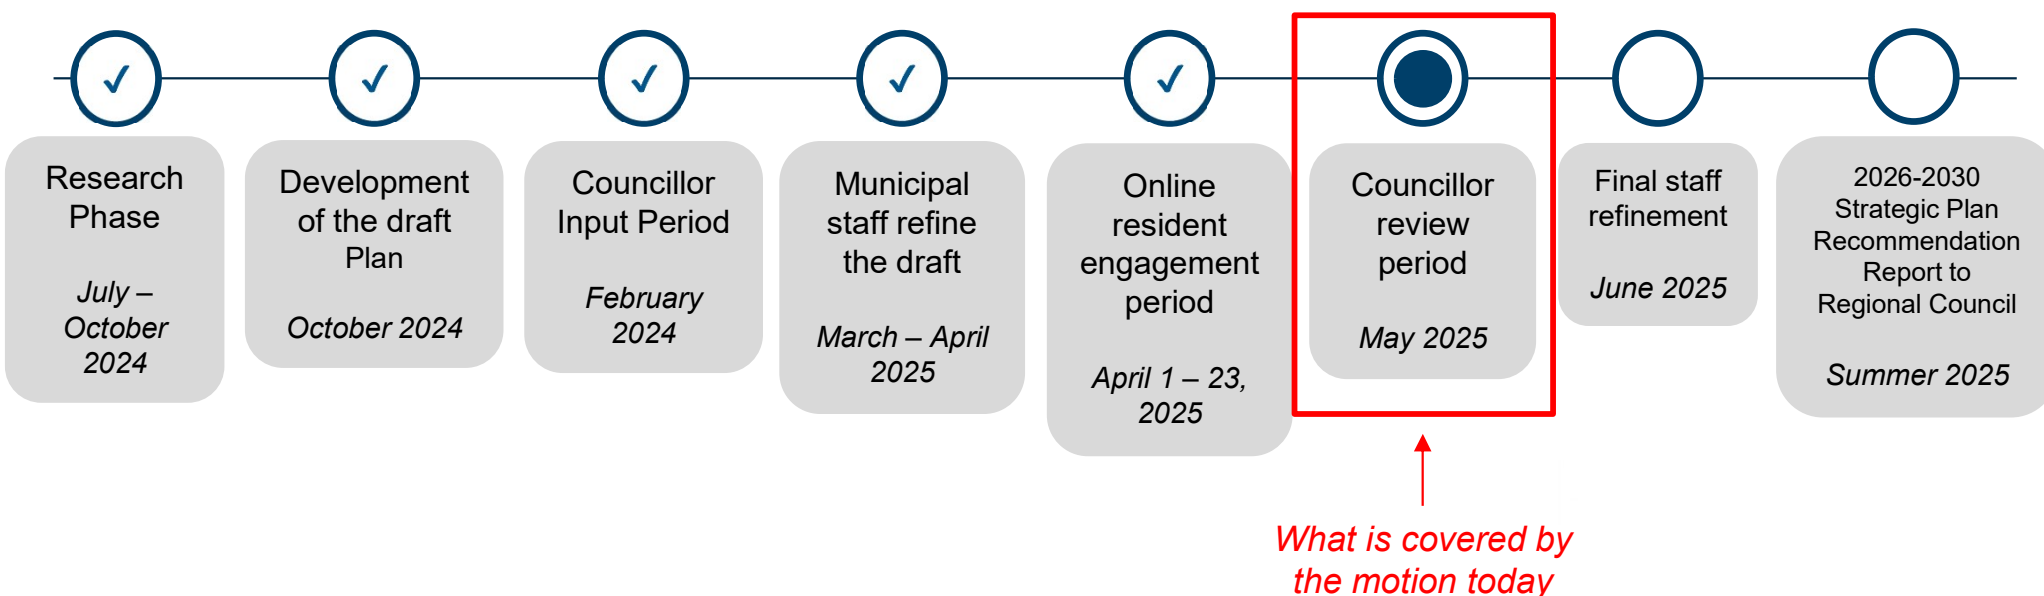 Research
Phase
July –
October
2024
Development
of the draft
Plan
October 2024
Councillor
Input Period
February
2024
Municipal
staff refine
the draft
March – April
2025
Online
resident
engagement
period
April 1 – 23,
2025
Councillor
review
period
May 2025
Final staff
refinement
June 2025
2026-2030
Strategic Plan
Recommendation
Report to
Regional Council
Summer 2025
What is covered by
the motion today